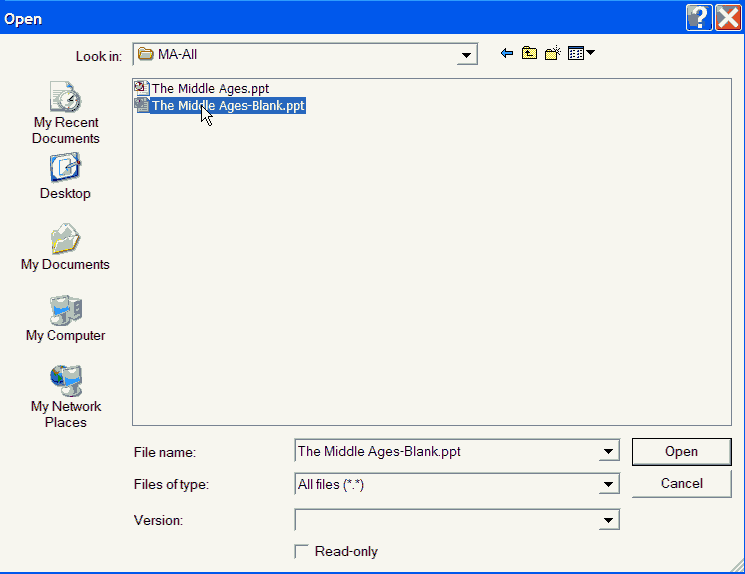 Open
Look in:
MA-All
The Middle Ages.ppt
The Middle Ages-Blank.ppt
My Recent
Documents
Desktop
My Documents
My Computer
My Network
Places
File name:
The Middle Ages-Blank.ppt
Open
Files of type:
All files (*.*)
Cancel
Version:
Read-only